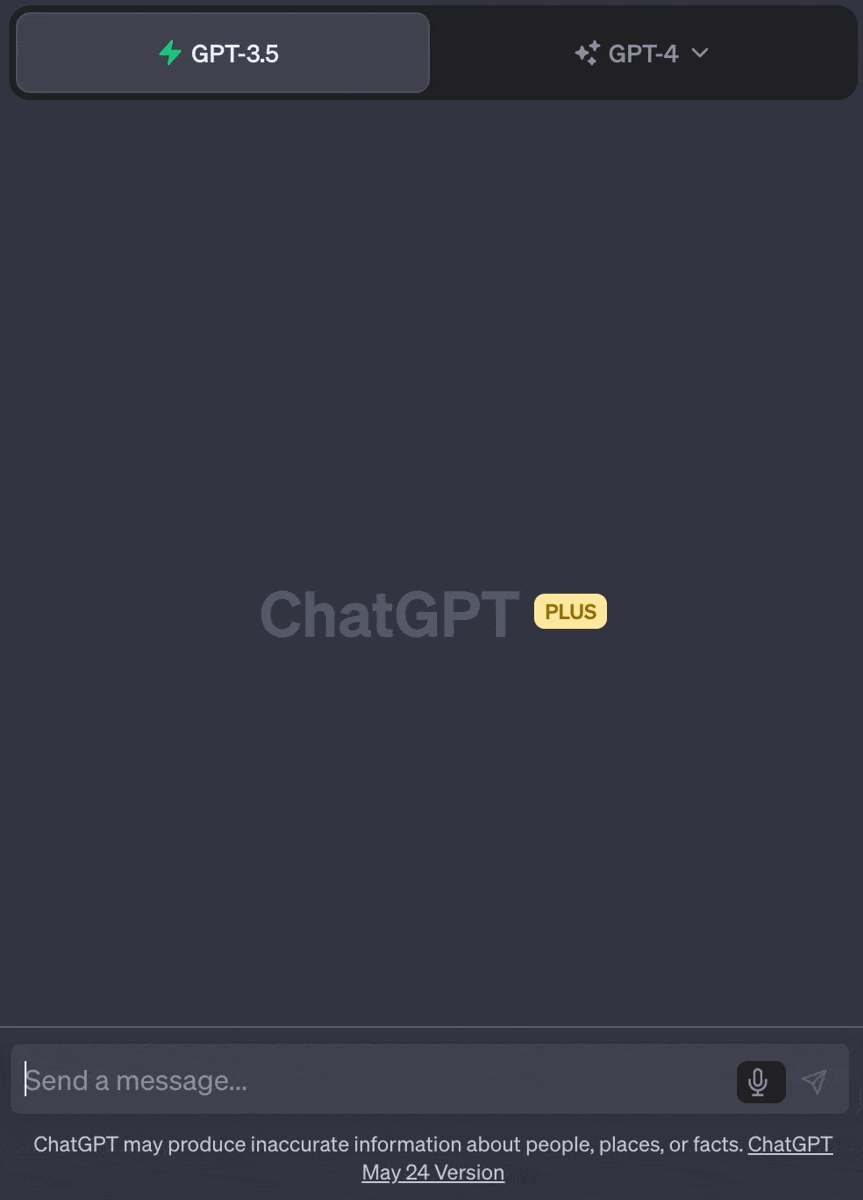 GPT-3.5
GPT-4
ChatGPT PLUS
Send a message...
ChatGPT may produce inaccurate information about people, places, or facts. ChatGPT
May 24 Version